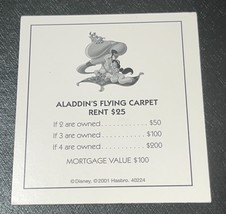 ALADDIN'S FLYING CARPET
RENT $25
If 2 are owned.......... $50
If 3 are owned.......... $100
If 4 are owned.......... $200
MORTGAGE VALUE $100
© Disney, ©2001 Hasbro. 40224